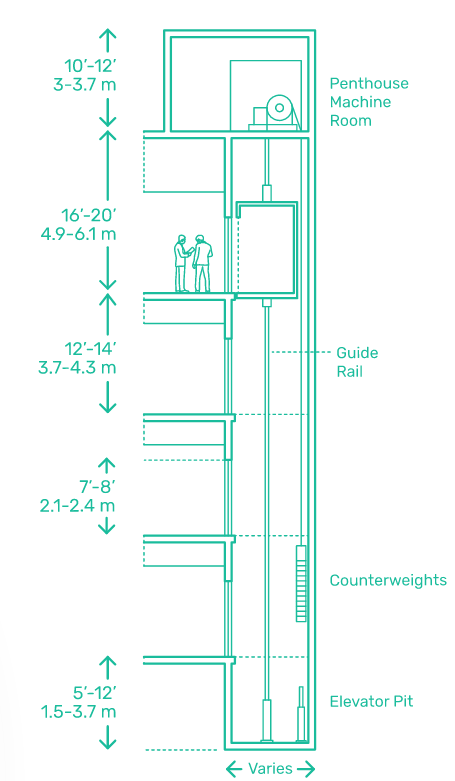 10′-12′
3-3.7 m
Penthouse
Machine
Room
16′-20′
4.9-6.1 m
12′-14′
3.7-4.3 m
Guide
Rail
7′-8′
2.1-2.4 m
Counterweights
5′-12′
1.5-3.7 m
Elevator Pit
Varies